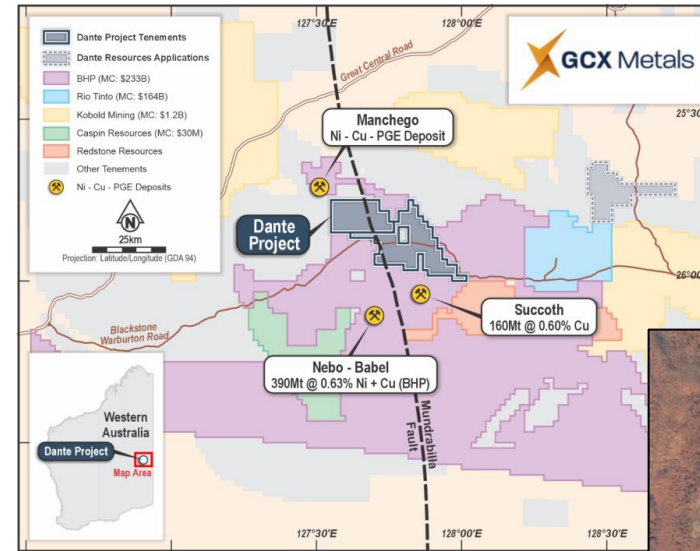 127°30'E
128°00'E
GCX Metals
Dante Project Tenements
Dante Resources Applications
BHP (MC: $233B)
Rio Tinto (MC: $164B)
Kobold Mining (MC: $1.2B)
Caspin Resources (MC: $30M)
Redstone Resources
Other Tenements
Ni - Cu - PGE Deposits
N
25km
Projection: Latitude/Longitude (GDA 94)
Great Central Road
Manchego
Ni - Cu - PGE Deposit
25°30'
Dante
Project
26°00'
Succoth
160Mt @ 0.60% Cu
Blackstone
Warburton Road
Nebo - Babel
390Mt @ 0.63% Ni + Cu (BHP)
Mundrabilla
Fault
Western
Australia
Dante Project
Map Area
127°30'E
128°00'E
128°30'